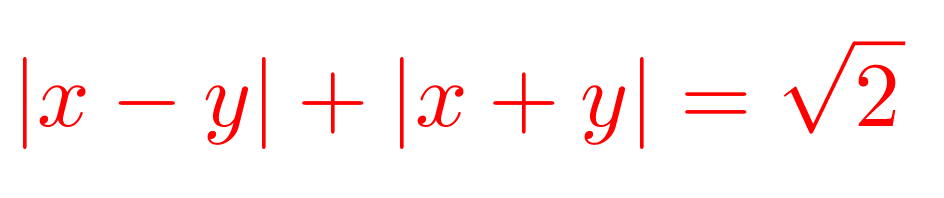 |x − y| + |x + y| = √2